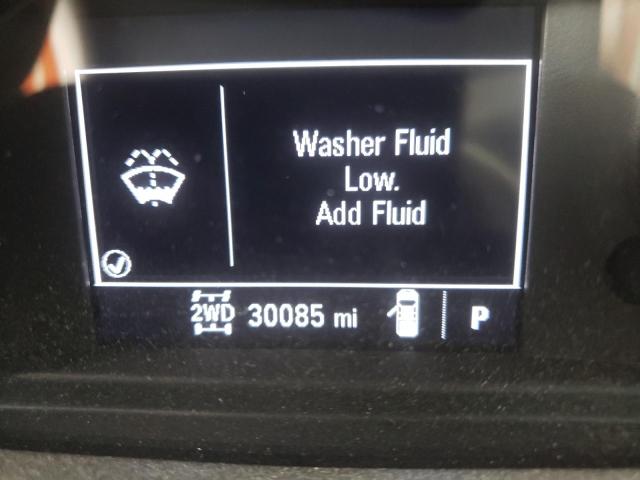 Washer Fluid
Low.
Add Fluid
2WD 30085 mi P